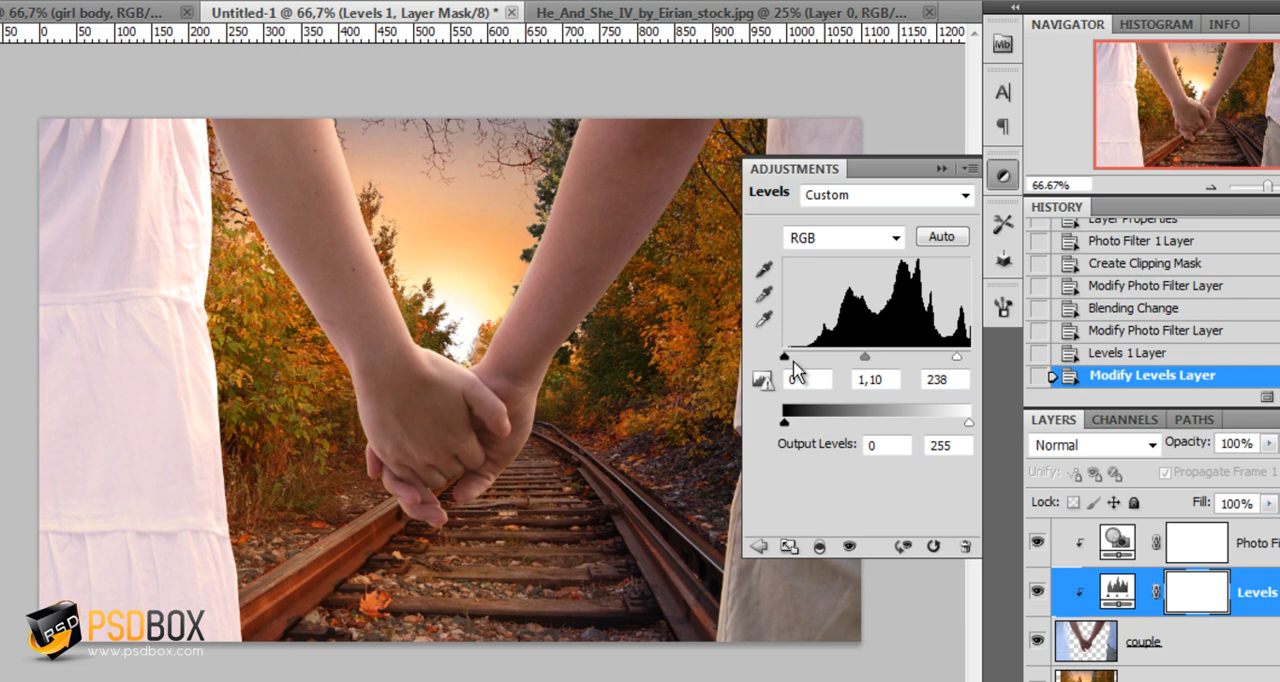 @ 66,7% (girl body, RGB/...
Untitled-1 @ 66,7% (Levels 1, Layer Mask/8) *
He_And_She_IV_by_Eirian_stock.jpg @ 25% (Layer 0, RGB/...
50 0 50 100 150 200 250 300 350 400 450 500 550 600 650 700 750 800 850 900 950 1000 1050 1100 1150 1200
NAVIGATOR HISTOGRAM INFO
Mb
A
66.67%
HISTORY
Layer Properties
Photo Filter 1 Layer
Create Clipping Mask
Modify Photo Filter Layer
Blending Change
Modify Photo Filter Layer
Levels 1 Layer
Modify Levels Layer
ADJUSTMENTS
Levels Custom
RGB Auto
0 1,10 238
Output Levels: 0 255
LAYERS CHANNELS PATHS
Normal Opacity: 100%
Unify: Propagate Frame 1
Lock: Fill: 100%
Photo Fi
Levels
couple
PSD
PSDBOX
www.psdbox.com